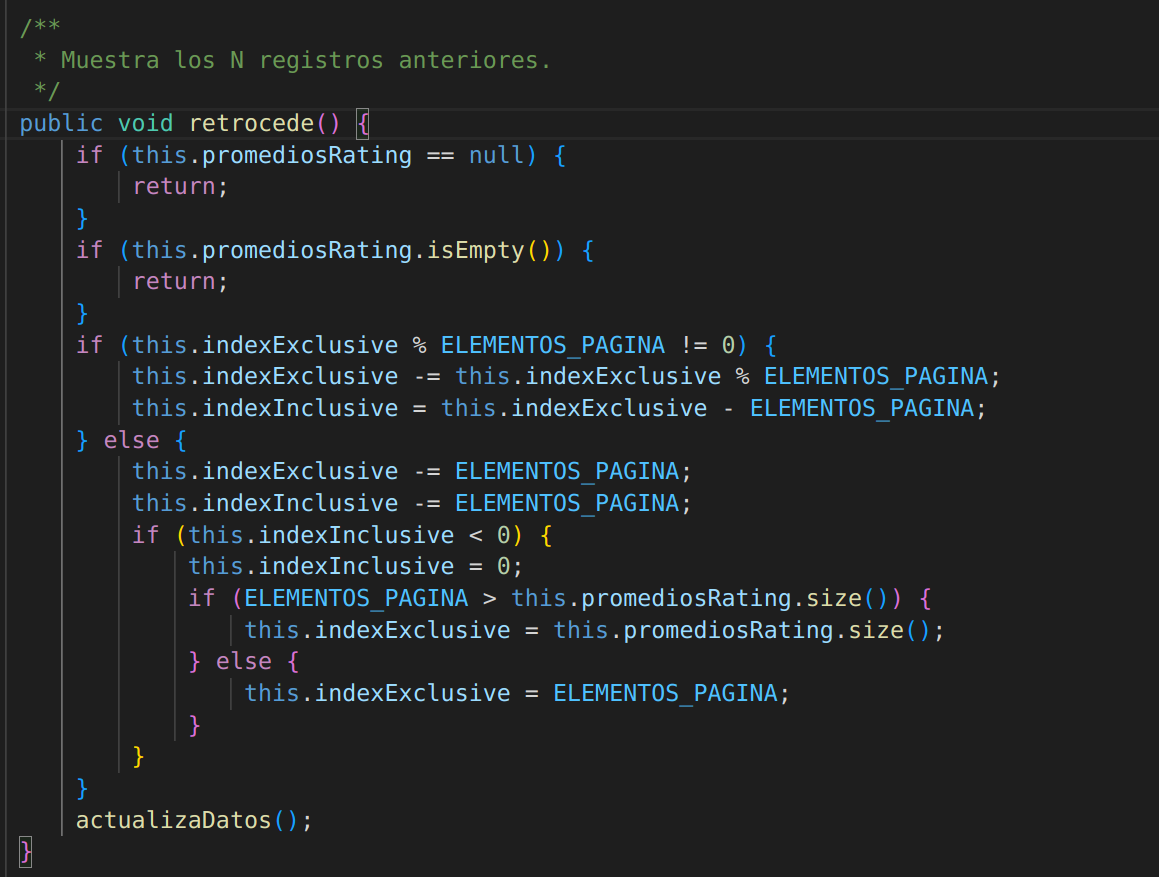 /**
 * Muestra los N registros anteriores.
 */
public void retrocede() {
    if (this.promediosRating == null) {
        return;
    }
    if (this.promediosRating.isEmpty()) {
        return;
    }
    if (this.indexExclusive % ELEMENTOS_PAGINA != 0) {
        this.indexExclusive -= this.indexExclusive % ELEMENTOS_PAGINA;
        this.indexInclusive = this.indexExclusive - ELEMENTOS_PAGINA;
    } else {
        this.indexExclusive -= ELEMENTOS_PAGINA;
        this.indexInclusive -= ELEMENTOS_PAGINA;
        if (this.indexInclusive < 0) {
            this.indexInclusive = 0;
            if (ELEMENTOS_PAGINA > this.promediosRating.size()) {
                this.indexExclusive = this.promediosRating.size();
            } else {
                this.indexExclusive = ELEMENTOS_PAGINA;
            }
        }
    }
    actualizaDatos();
}